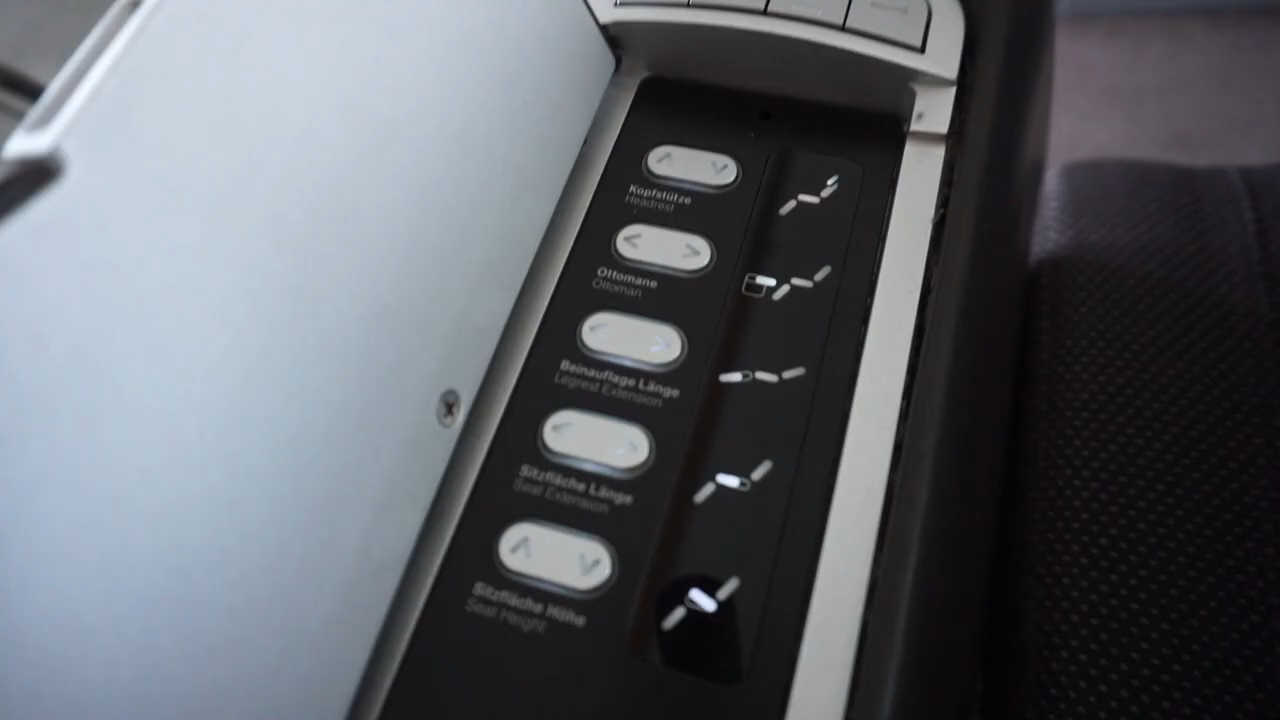 Kopfstütze
Headrest
Ottomane
Ottoman
Beinauflage Länge
Legrest Extension
Sitzfläche Länge
Seat Extension
Sitzfläche Höhe
Seat Height